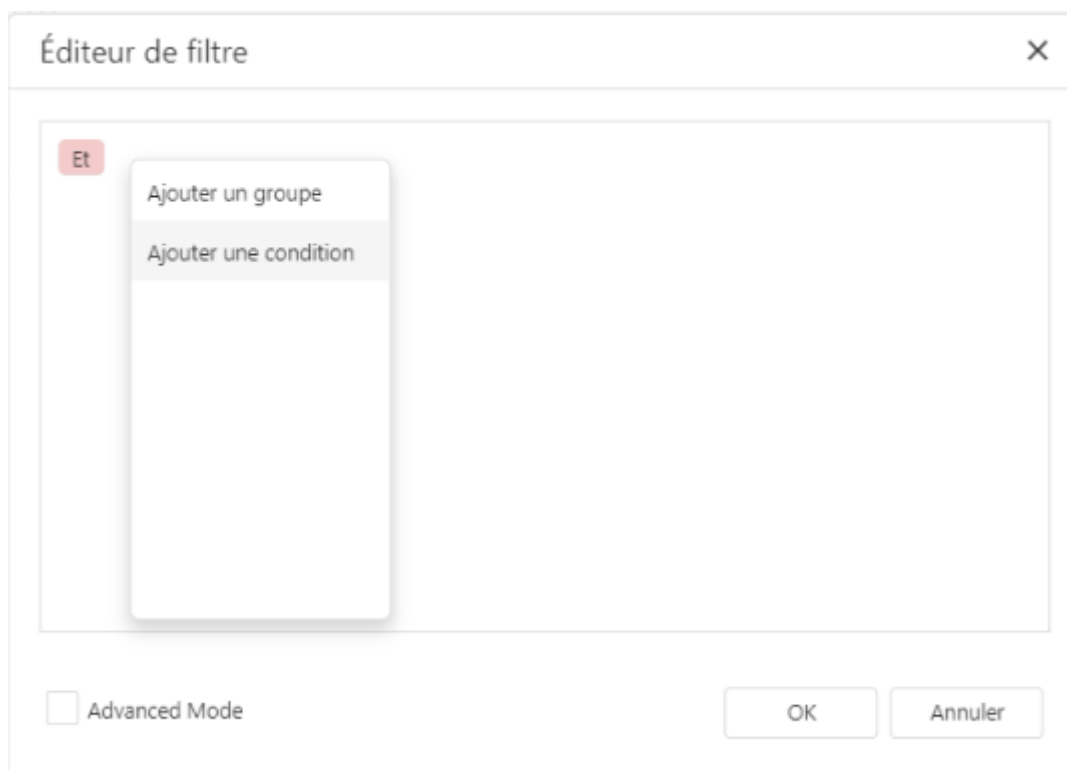 Éditeur de filtre
Et
Ajouter un groupe
Ajouter une condition
Advanced Mode
OK
Annuler